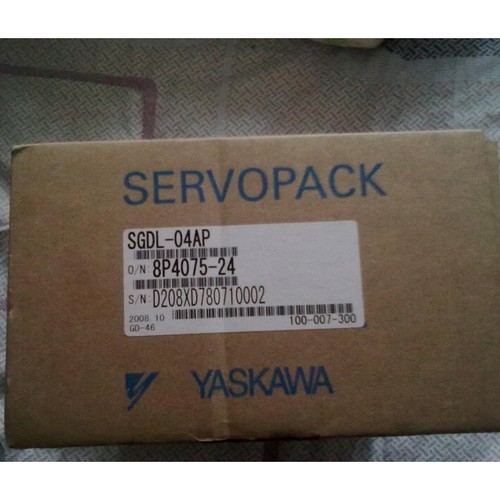 SERVOPACK
SGDL-04AP
O/N: 8P4075-24
S/N: D208XD780710002
2008.10
100-007-300
GD-46
YASKAWA